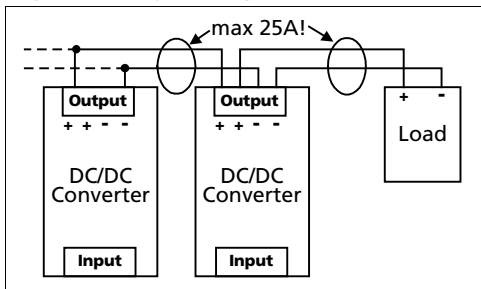 max 25A!
Output
+ + - -
DC/DC
Converter
Input
Output
+ + - -
DC/DC
Converter
Input
+ -
Load